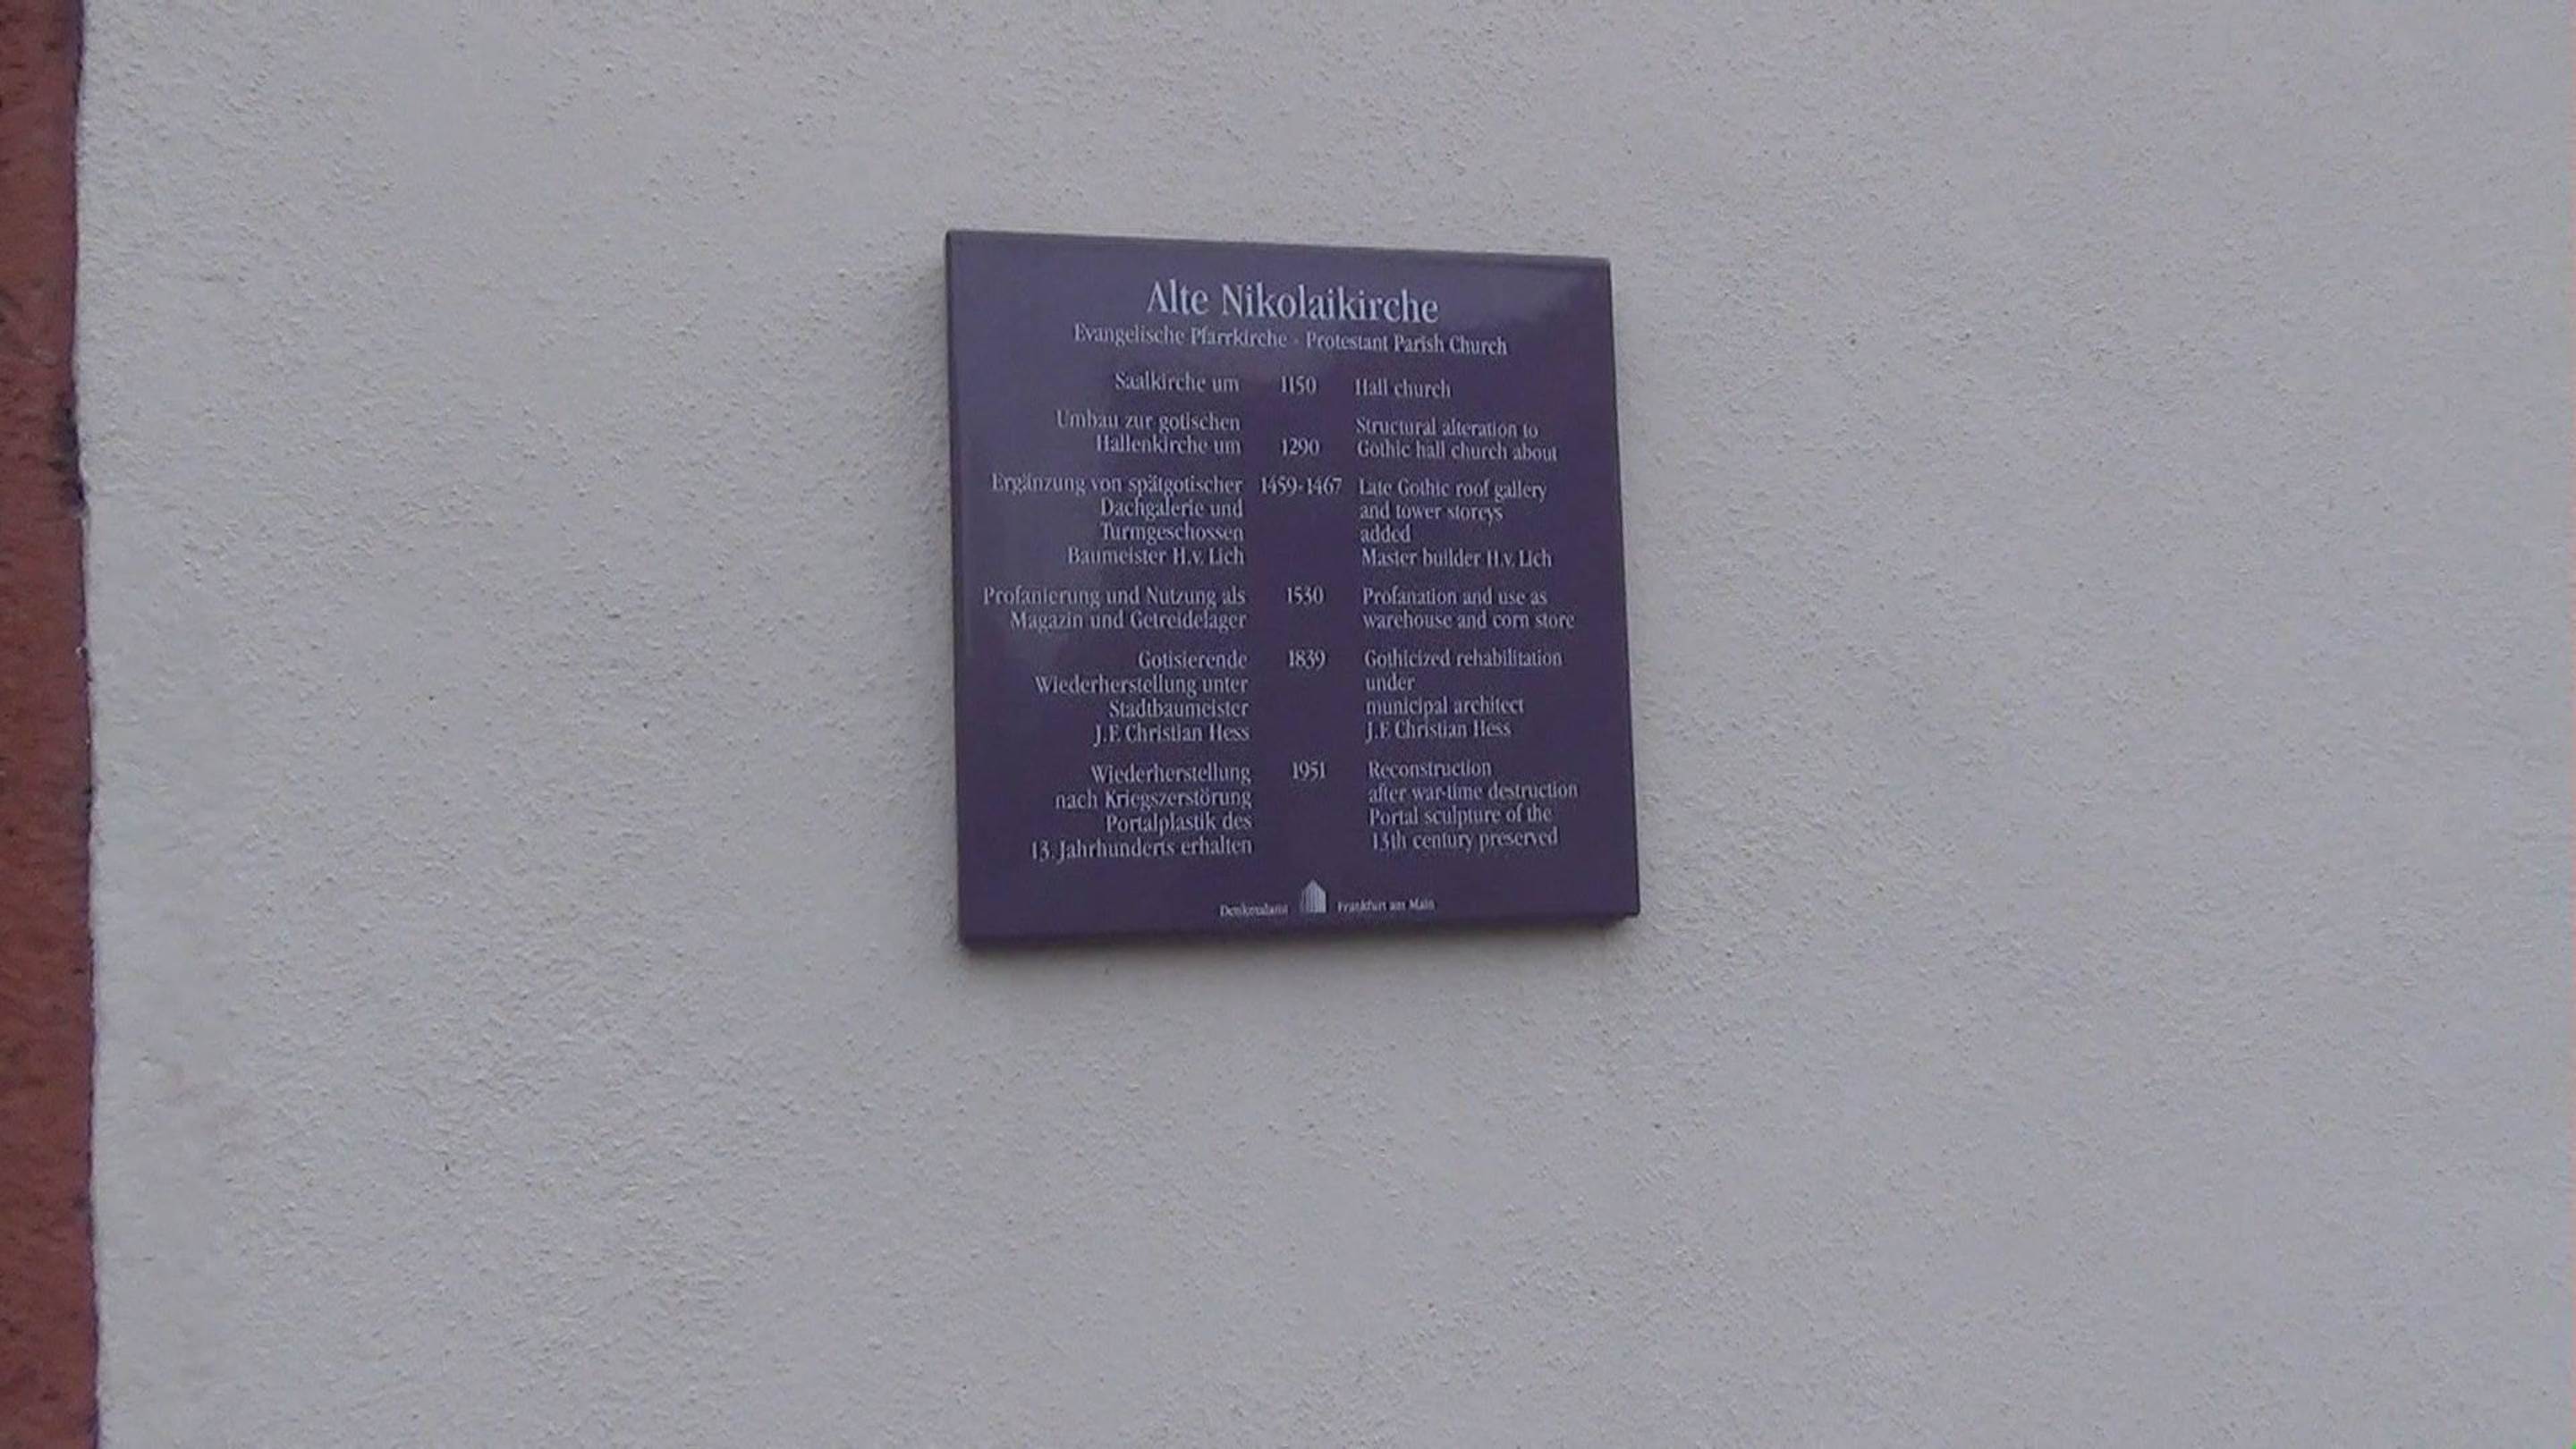 Alte Nikolaikirche
Evangelische Pfarrkirche - Protestant Parish Church
Saalkirche um 1150 Hall church
Umbau zur gotischen Structural alteration to
Hallenkirche um 1290 Gothic hall church about
Ergänzung von spätgotischer 1459-1467 Late Gothic roof gallery
Dachgalerie und and tower storeys
Turmgeschossen added
Baumeister H.v. Lich Master builder H.v. Lich
Profanierung und Nutzung als 1530 Profanation and use as
Magazin und Getreidelager warehouse and corn store
Gotisierende 1839 Gothicized rehabilitation
Wiederherstellung unter under
Stadtbaumeister municipal architect
J.F. Christian Hess J.F. Christian Hess
Wiederherstellung 1951 Reconstruction
nach Kriegszerstörung after war-time destruction
Portalplastik des Portal sculpture of the
13. Jahrhunderts erhalten 13th century preserved
Denkmalamt Frankfurt am Main